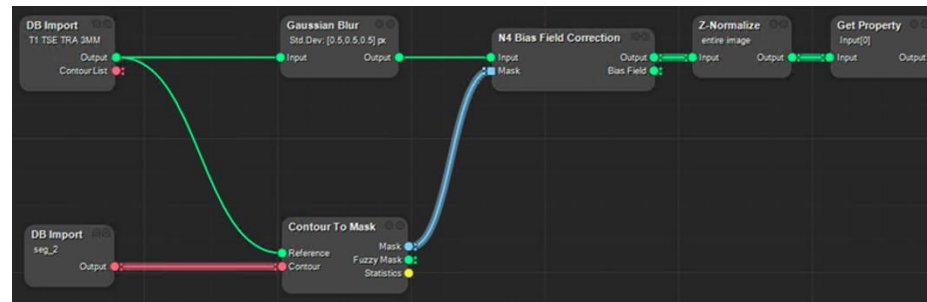 DB Import
T1 TSE TRA 3MM
Output
Contour List
Gaussian Blur
Std.Dev: [0.5,0.5,0.5] px
Input Output
N4 Bias Field Correction
Input Output
Mask Bias Field
Z-Normalize
entire image
Input Output
Get Property
Input[0]
Input Output
DB Import
seg_2
Output
Contour To Mask
Mask
Reference
Fuzzy Mask
Contour
Statistics